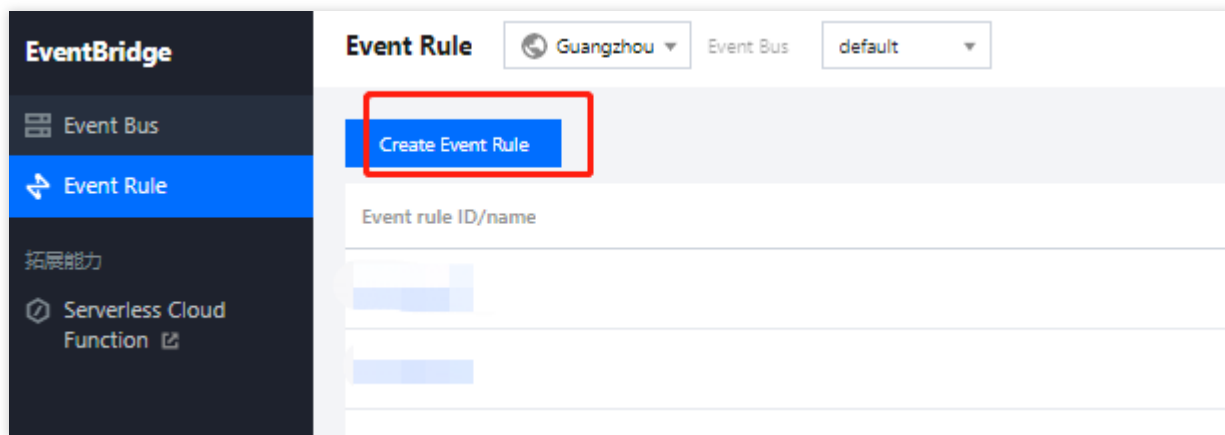 EventBridge
Event Bus
Event Rule
拓展能力
Serverless Cloud
Function
Event Rule Guangzhou Event Bus default
Create Event Rule
Event rule ID/name